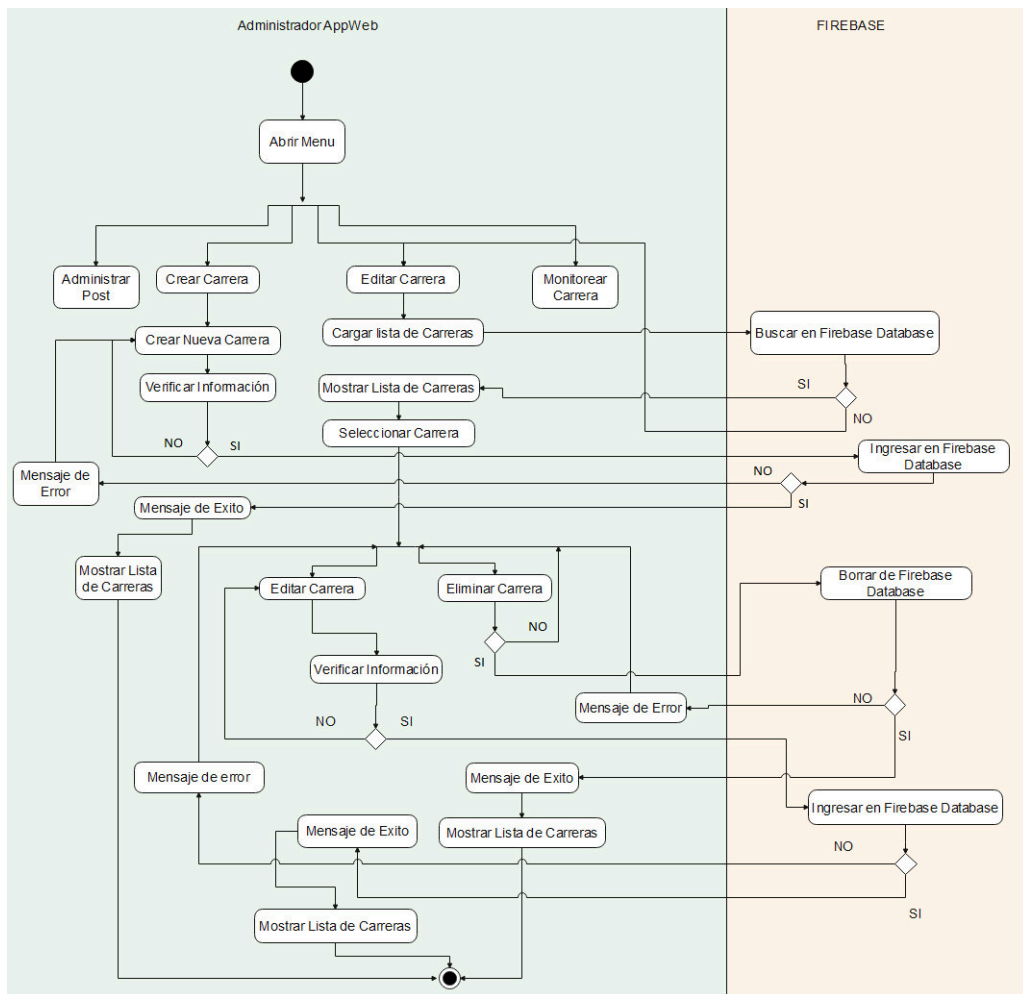 Administrador AppWeb
FIREBASE
Abrir Menu
Administrar
Post
Crear Carrera
Editar Carrera
Monitorear
Carrera
Crear Nueva Carrera
Cargar lista de Carreras
Buscar en Firebase Database
Verificar Información
Mostrar Lista de Carreras
SI
NO
Seleccionar Carrera
NO
SI
Ingresar en Firebase
Database
Mensaje de
Error
NO
SI
Mensaje de Exito
Mostrar Lista
de Carreras
Editar Carrera
Eliminar Carrera
Borrar de Firebase
Database
NO
SI
Verificar Información
Mensaje de Error
NO
SI
NO
SI
Mensaje de error
Mensaje de Exito
Ingresar en Firebase Database
Mensaje de Exito
Mostrar Lista de Carreras
NO
SI
Mostrar Lista de Carreras